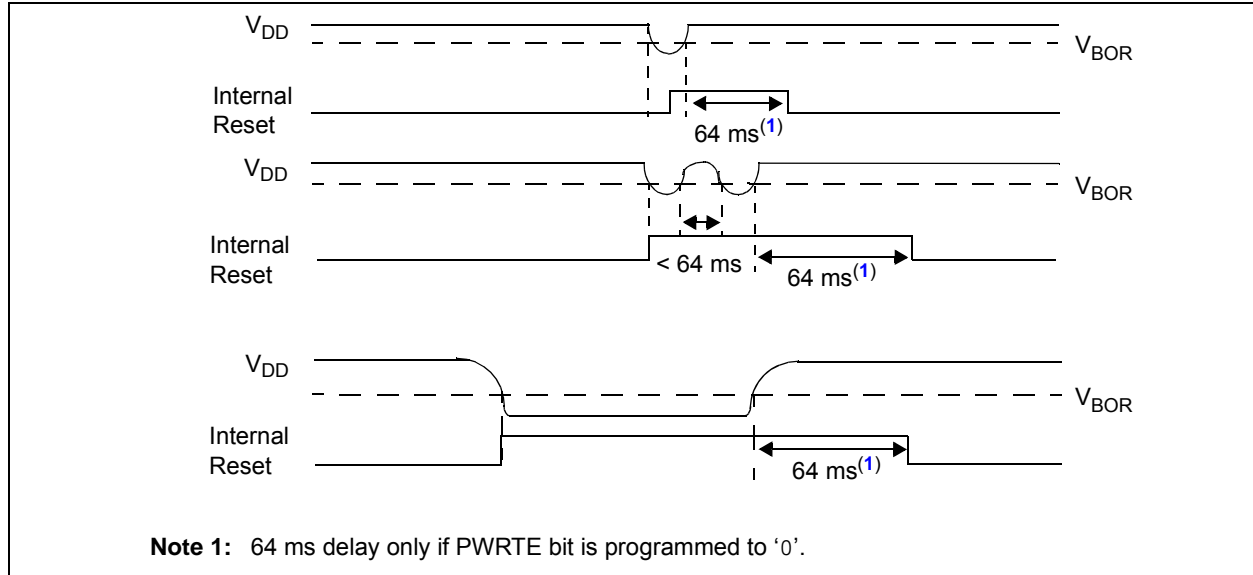 VDD
VBOR
Internal
Reset
64 ms(1)
VDD
VBOR
Internal
Reset
< 64 ms
64 ms(1)
VDD
VBOR
Internal
Reset
64 ms(1)
Note 1: 64 ms delay only if PWRTE bit is programmed to ‘0’.